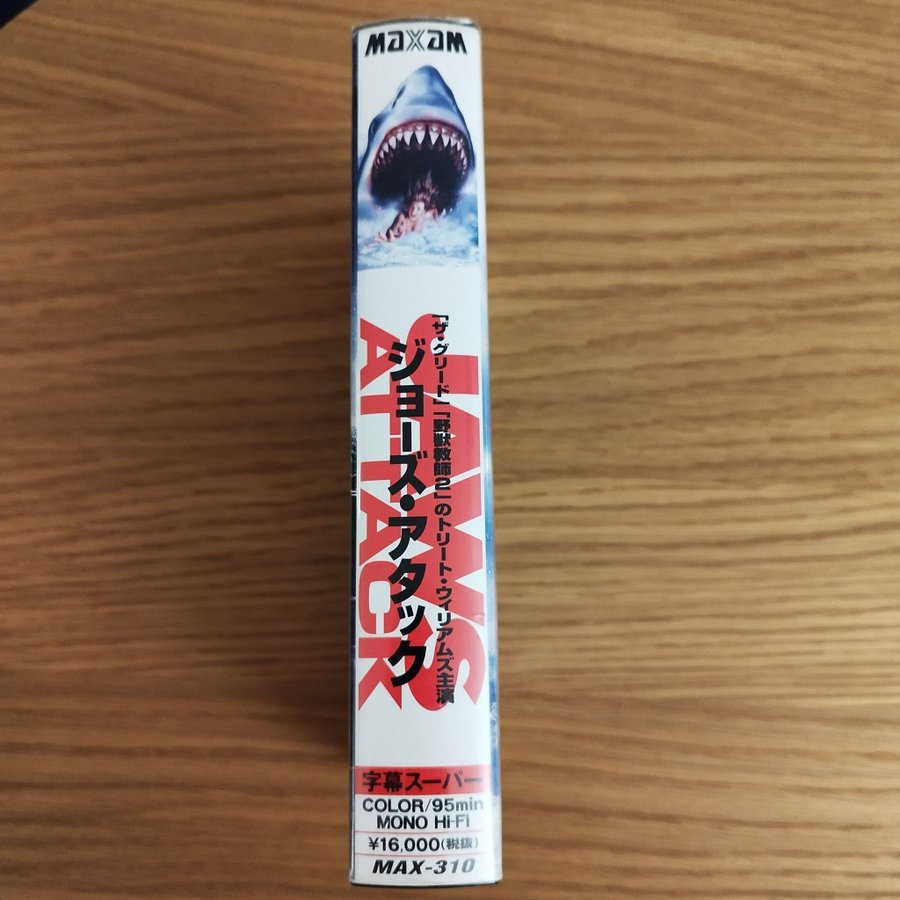 MAXAM
「ザ・グリード」「野獣教師2」のトリート・ウィリアムズ主演
JAWS ATTACK
ジョーズ・アタック
字幕スーパー
COLOR/95min
MONO Hi-Fi
¥16,000(税抜)
MAX-310